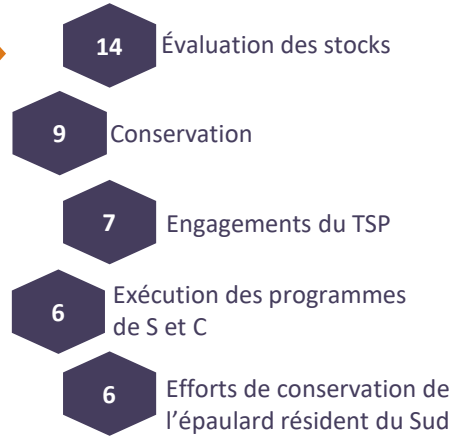 14 Évaluation des stocks
9 Conservation
7 Engagements du TSP
6 Exécution des programmes
de S et C
6 Efforts de conservation de
l'épaulard résident du Sud